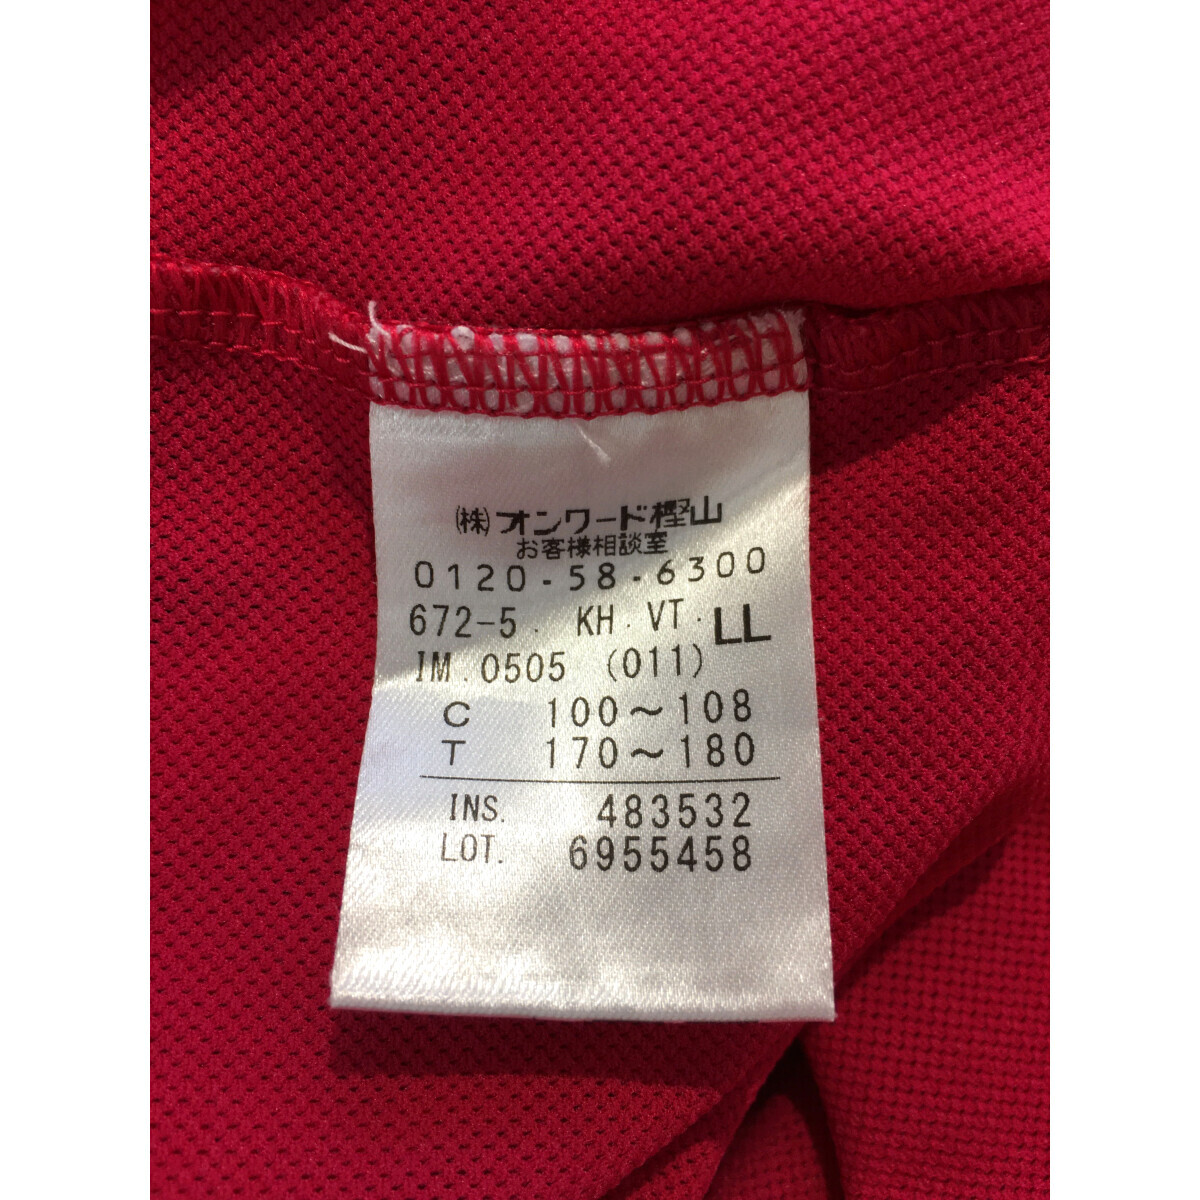 (株)オンワード樫山
お客様相談室
0120-58-6300
672-5. KH. VT. LL
IM.0505 (011)
C 100〜108
T 170〜180
INS. 483532
LOT. 6955458